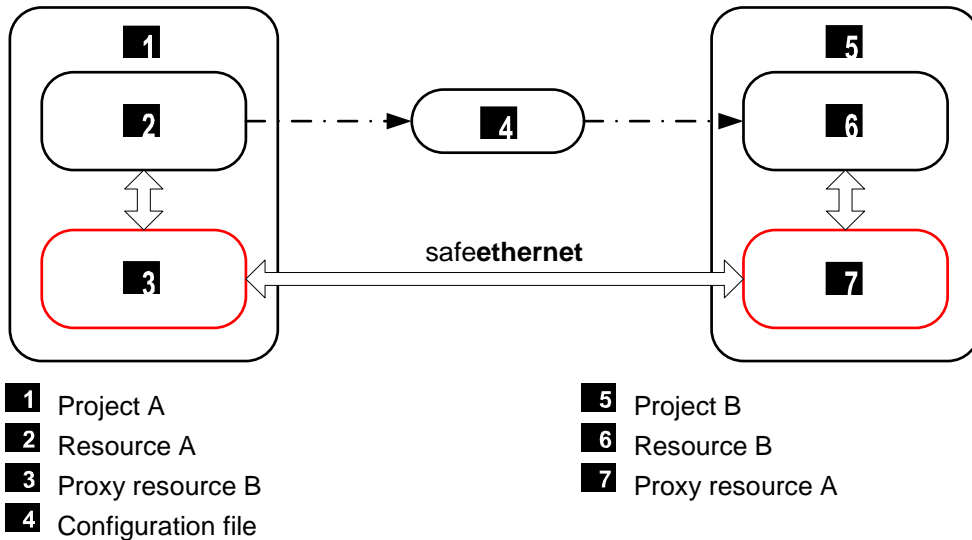 1
5
2
4
6
safeethernet
3
7
1 Project A
2 Resource A
3 Proxy resource B
4 Configuration file
5 Project B
6 Resource B
7 Proxy resource A